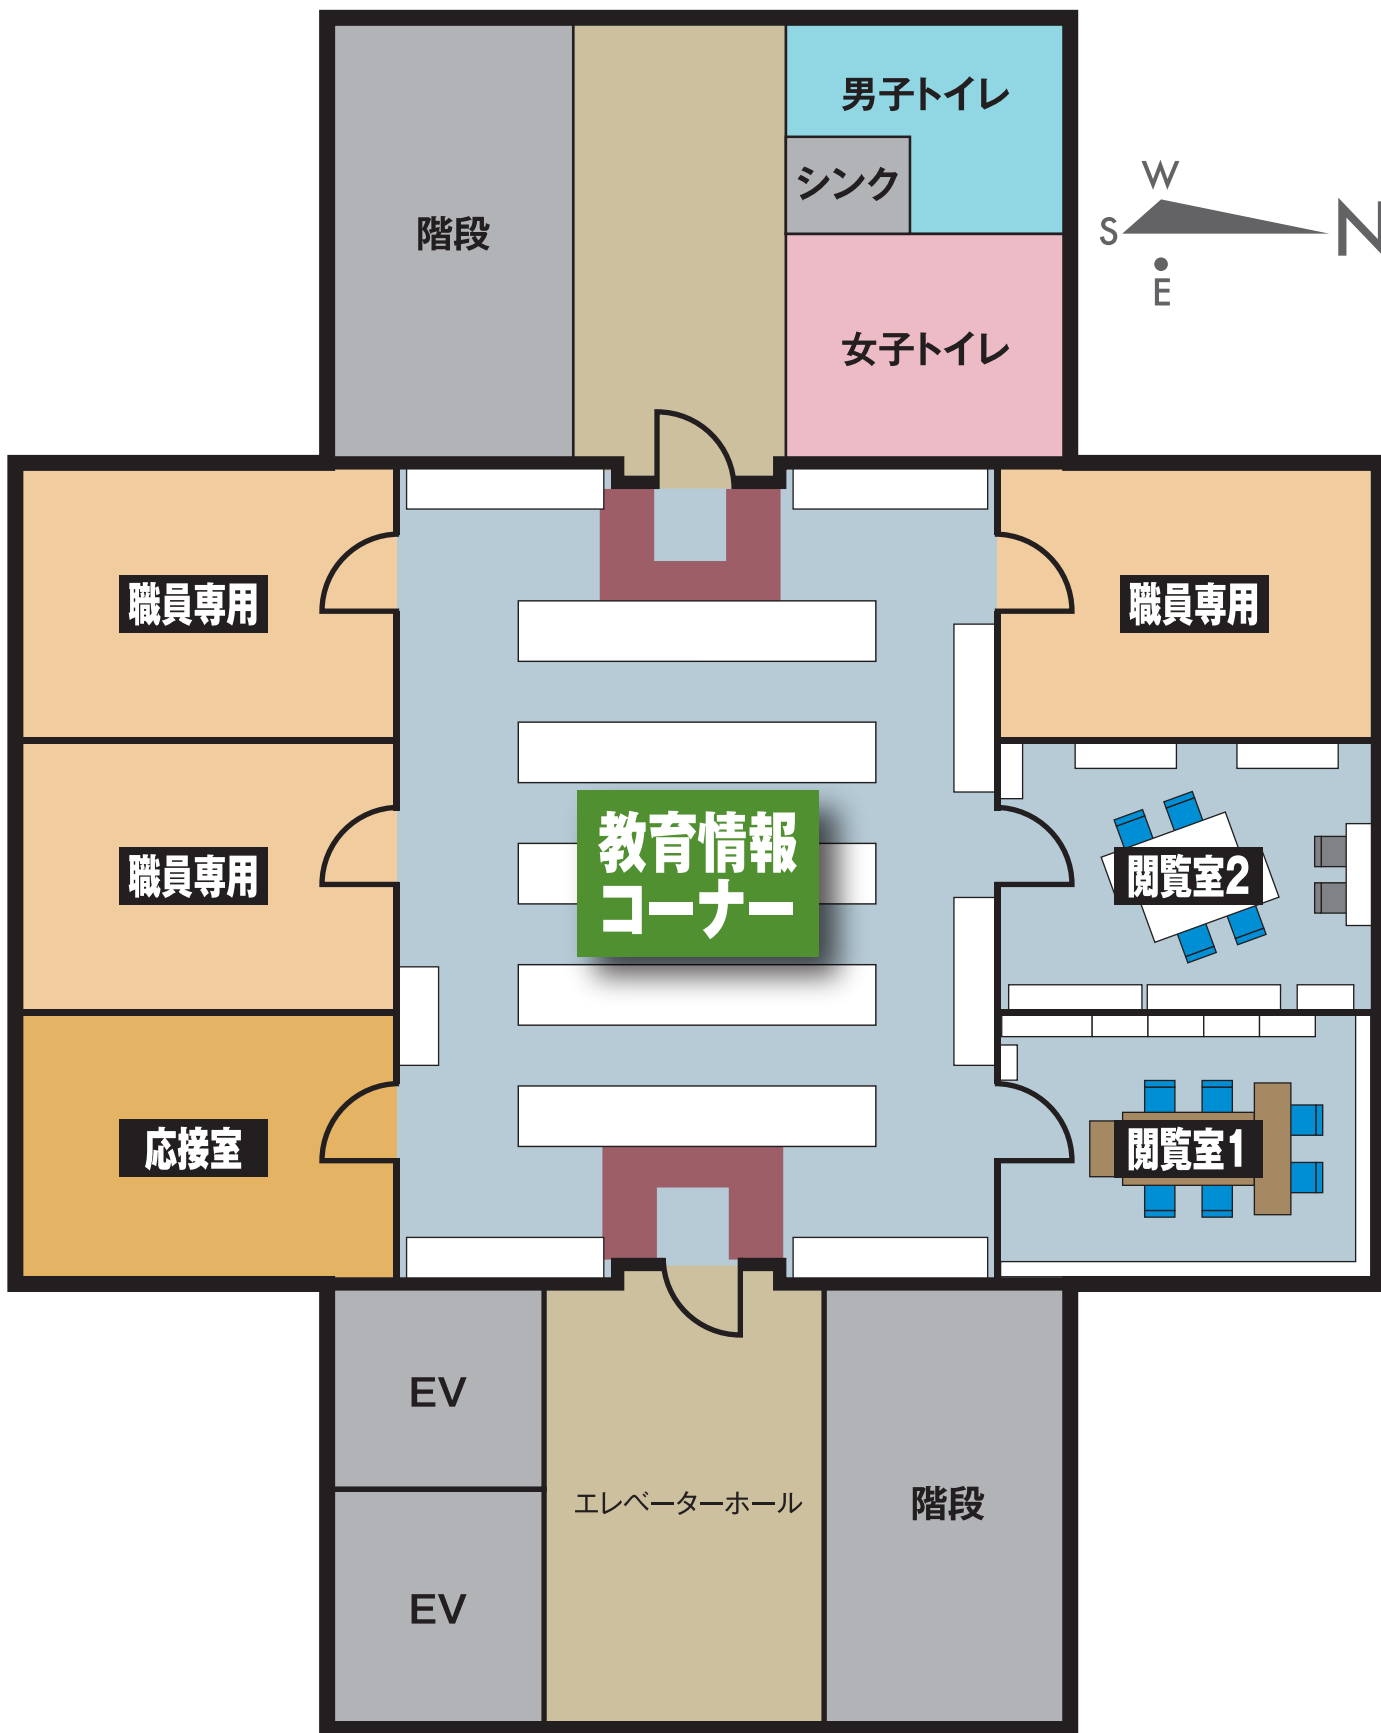 男子トイレ
シンク
階段
女子トイレ
W
S
N
E
職員専用
職員専用
教育情報
コーナー
職員専用
閲覧室2
応接室
閲覧室1
EV
エレベーターホール
階段
EV